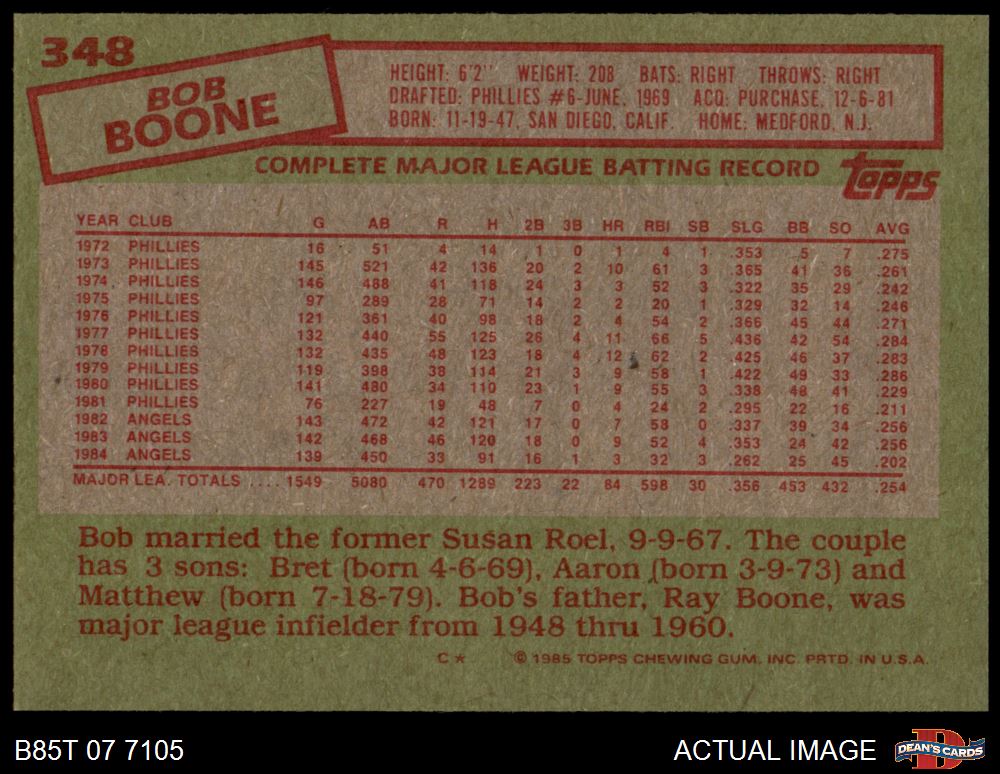 348
BOB
BOONE
HEIGHT: 6'2" WEIGHT: 208 BATS: RIGHT THROWS: RIGHT
DRAFTED: PHILLIES #6-JUNE, 1969 ACQ: PURCHASE, 12-6-81
BORN: 11-19-47, SAN DIEGO, CALIF. HOME: MEDFORD, N.J.
COMPLETE MAJOR LEAGUE BATTING RECORD
topps
YEAR CLUB G AB R H 2B 3B HR RBI SB SLG BB SO AVG
1972 PHILLIES 16 51 4 14 1 0 1 4 1 .353 5 7 .275
1973 PHILLIES 145 521 42 136 20 2 10 61 3 .365 41 36 .261
1974 PHILLIES 146 488 41 118 24 3 3 52 3 .322 35 29 .242
1975 PHILLIES 97 289 28 71 14 2 2 20 1 .329 32 14 .246
1976 PHILLIES 121 361 40 98 18 2 4 54 2 .366 45 44 .271
1977 PHILLIES 132 440 55 125 26 4 11 66 5 .436 42 54 .284
1978 PHILLIES 132 435 48 123 18 4 12 62 2 .425 46 37 .283
1979 PHILLIES 119 398 38 114 21 3 9 58 1 .422 49 33 .286
1980 PHILLIES 141 480 34 110 23 1 9 55 3 .338 48 41 .229
1981 PHILLIES 76 227 19 48 7 0 4 24 2 .295 22 16 .211
1982 ANGELS 143 472 42 121 17 0 7 58 0 .337 39 34 .256
1983 ANGELS 142 468 46 120 18 0 9 52 4 .353 24 42 .256
1984 ANGELS 139 450 33 91 16 1 3 32 3 .262 25 45 .202
MAJOR LEA. TOTALS .... 1549 5080 470 1289 223 22 84 598 30 .356 453 432 .254
Bob married the former Susan Roel, 9-9-67. The couple
has 3 sons: Bret (born 4-6-69), Aaron (born 3-9-73) and
Matthew (born 7-18-79). Bob's father, Ray Boone, was
major league infielder from 1948 thru 1960.
C★ © 1985 TOPPS CHEWING GUM, INC. PRTD. IN U.S.A.
B85T 07 7105
ACTUAL IMAGE
DEAN'S CARDS